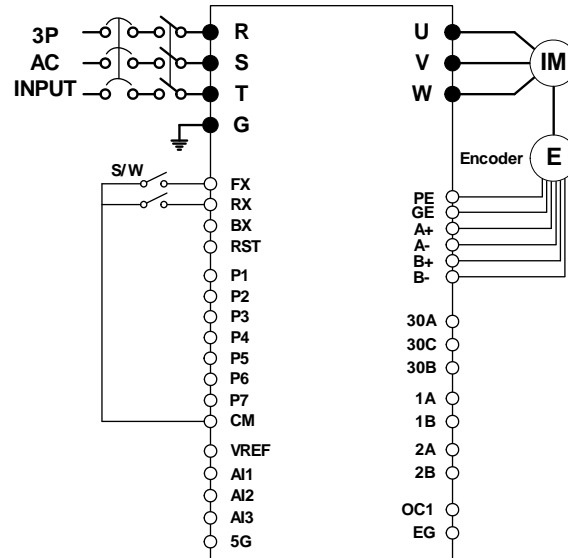 3P
AC
INPUT
R
S
T
G
U
V
W
IM
Encoder
E
S/W
FX
RX
BX
RST
P1
P2
P3
P4
P5
P6
P7
CM
VREF
AI1
AI2
AI3
5G
PE
GE
A+
A-
B+
B-
30A
30C
30B
1A
1B
2A
2B
OC1
EG